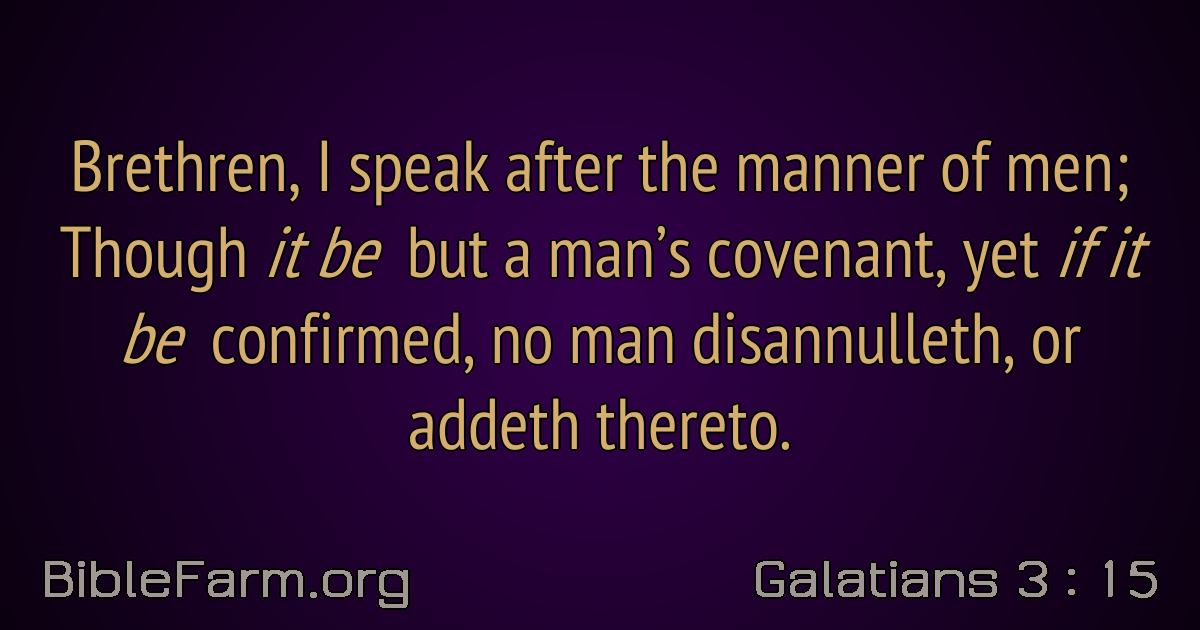 Brethren, I speak after the manner of men;
Though it be but a man’s covenant, yet if it
be confirmed, no man disannulleth, or
addeth thereto.
BibleFarm.org
Galatians 3 : 15